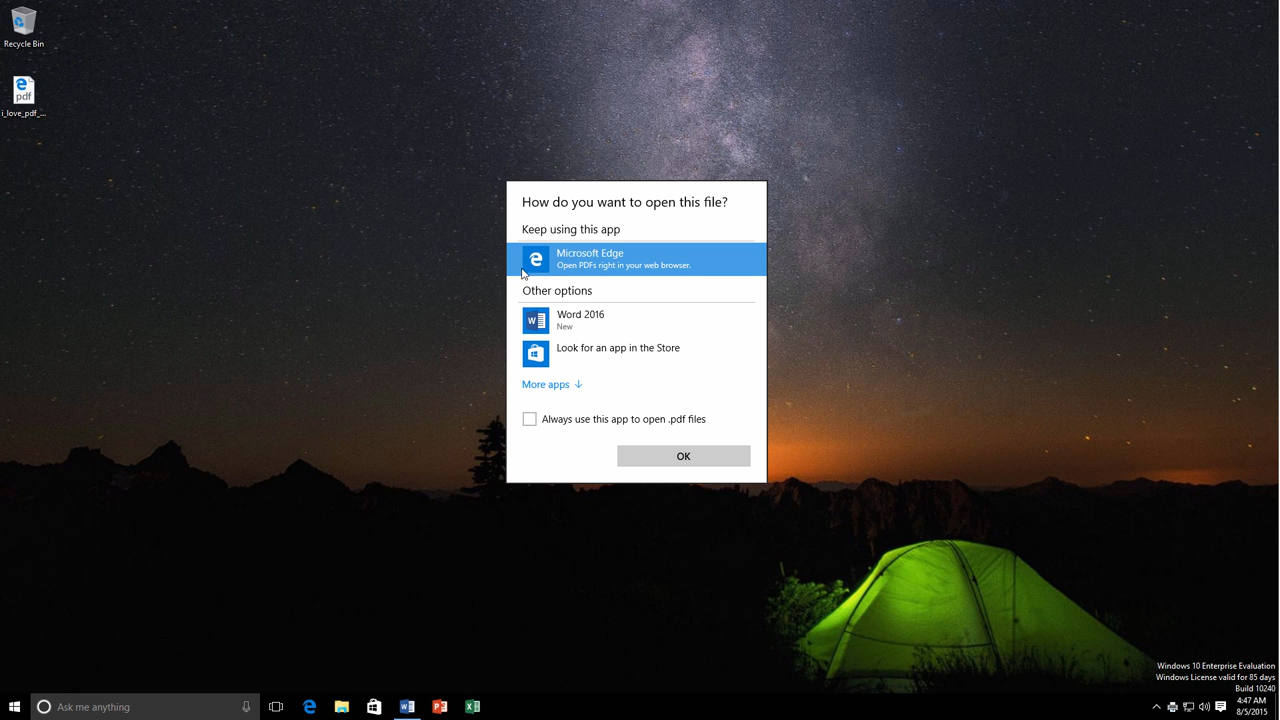 Recycle Bin
pdf
i_love_pdf_...
How do you want to open this file?
Keep using this app
Microsoft Edge
Open PDFs right in your web browser.
Other options
Word 2016
New
Look for an app in the Store
More apps
Always use this app to open .pdf files
OK
Windows 10 Enterprise Evaluation
Windows License valid for 85 days
Build 10240
Ask me anything
4:47 AM
8/5/2015